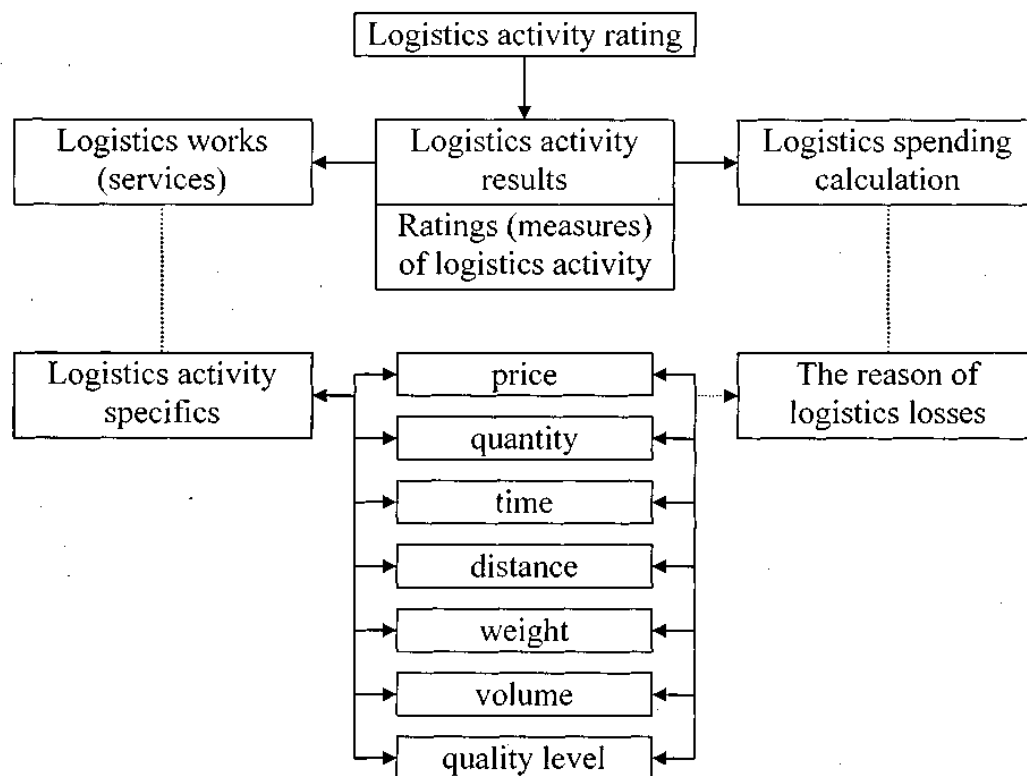 Logistics activity rating
Logistics works
(services)
Logistics activity
results
Ratings (measures)
of logistics activity
Logistics spending
calculation
Logistics activity
specifics
price
quantity
time
distance
weight
volume
quality level
The reason of
logistics losses